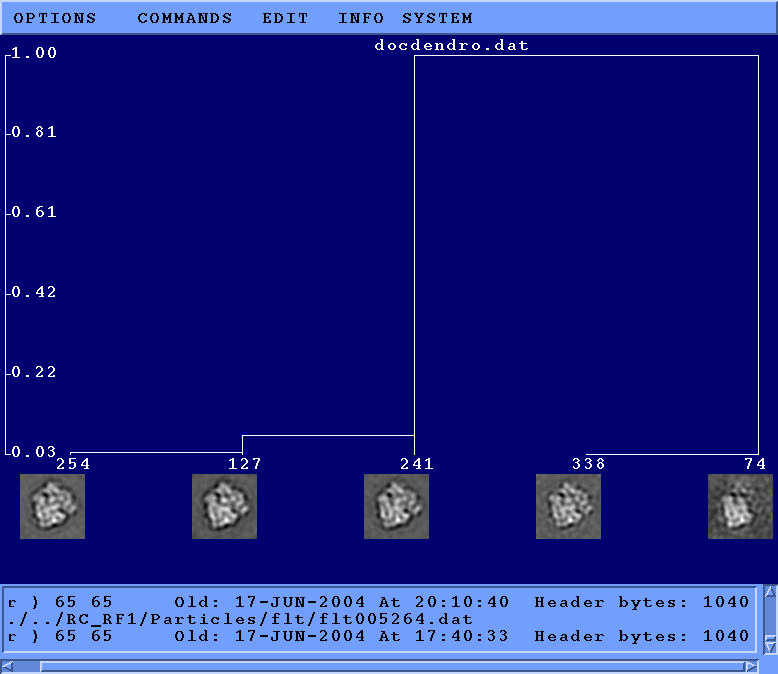 OPTIONS COMMANDS EDIT INFO SYSTEM
docdendro.dat
1.00
0.81
0.61
0.42
0.22
0.03
254 127 241 338 74
r ) 65 65 Old: 17-JUN-2004 At 20:10:40 Header bytes: 1040
./../RC_RF1/Particles/flt/flt005264.dat
r ) 65 65 Old: 17-JUN-2004 At 17:40:33 Header bytes: 1040